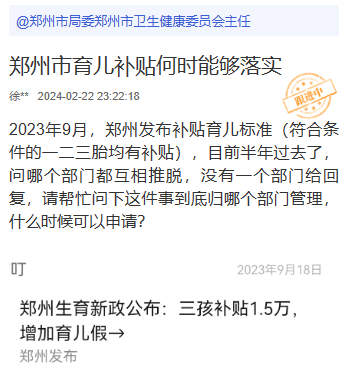 @郑州市局委郑州市卫生健康委员会主任
郑州市育儿补贴何时能够落实
徐** 2024-02-22 23:22:18
跟进中
2023年9月，郑州发布补贴育儿标准（符合条
件的一二三胎均有补贴），目前半年过去了，
问哪个部门都互相推脱，没有一个部门给回
复，请帮忙问下这件事到底归哪个部门管理，
什么时候可以申请?
叮 2023年9月18日
郑州生育新政公布：三孩补贴1.5万，
增加育儿假→
郑州发布